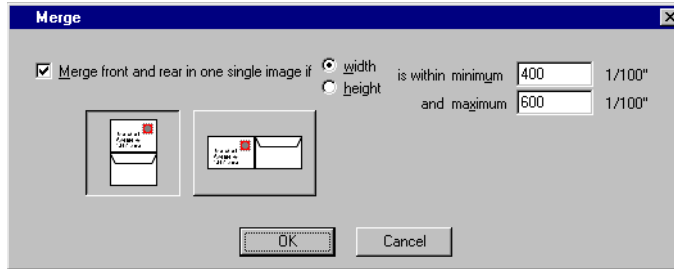 Merge
Merge front and rear in one single image if
width
height
is within minimum 400 1/100"
and maximum 600 1/100"
OK
Cancel